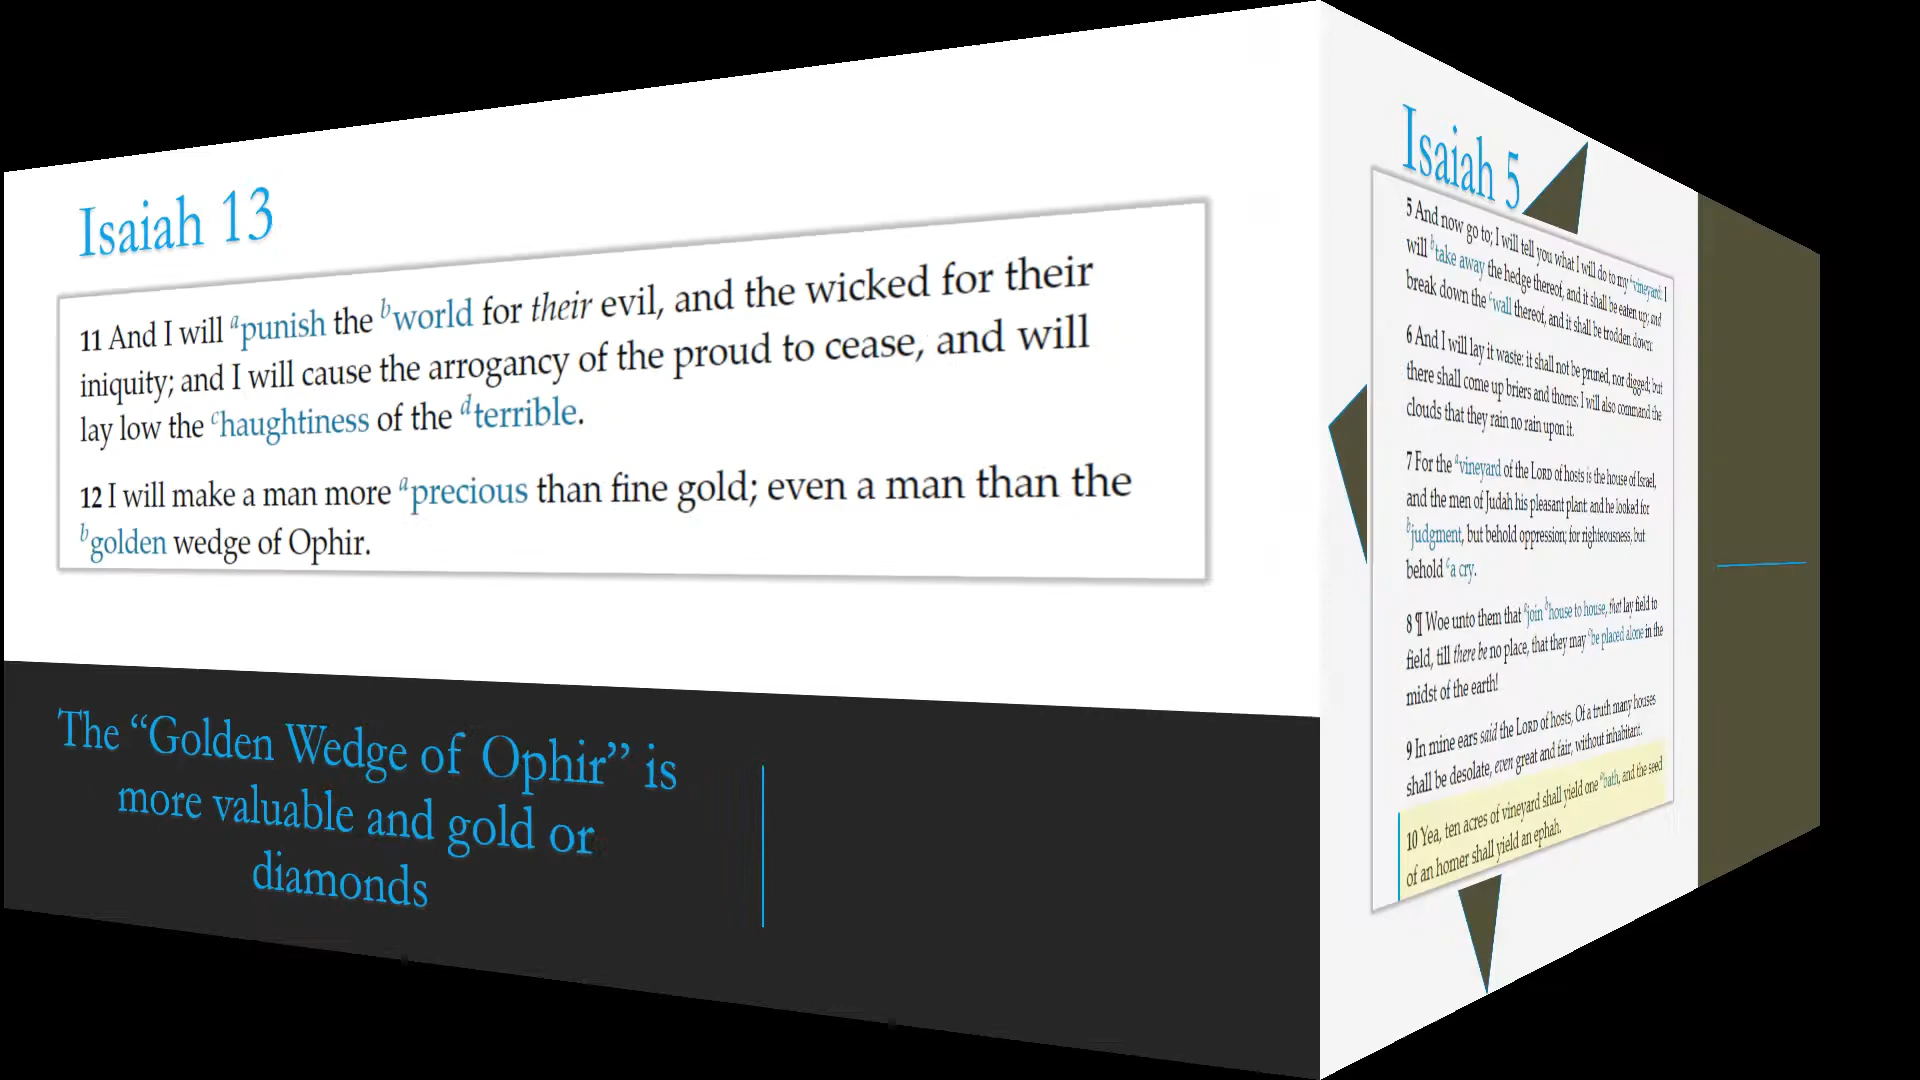 Isaiah 13
11 And I will ᵃpunish the ᵇworld for their evil, and the wicked for their
iniquity; and I will cause the arrogancy of the proud to cease, and will
lay low the ᶜhaughtiness of the ᵈterrible.
12 I will make a man more ᵃprecious than fine gold; even a man than the
ᵇgolden wedge of Ophir.
The “Golden Wedge of Ophir” is
more valuable and gold or
diamonds
Isaiah 5
5 And now go to; I will tell you what I will do to my ᵃvineyard: I
will ᵇtake away the hedge thereof, and it shall be eaten up; and
break down the ᶜwall thereof, and it shall be trodden down:
6 And I will lay it waste: it shall not be pruned, nor digged; but
there shall come up briers and thorns: I will also command the
clouds that they rain no rain upon it.
7 For the ᵃvineyard of the LORD of hosts is the house of Israel,
and the men of Judah his pleasant plant: and he looked for
ᵇjudgment, but behold oppression; for righteousness, but
behold ᶜa cry.
8 ¶ Woe unto them that ᵃjoin ᵇhouse to house, that lay field to
field, till there be no place, that they may ᶜbe placed alone in the
midst of the earth!
9 In mine ears said the LORD of hosts, Of a truth many houses
shall be desolate, even great and fair, without inhabitant.
10 Yea, ten acres of vineyard shall yield one ᵃbath, and the seed
of an homer shall yield an ephah.